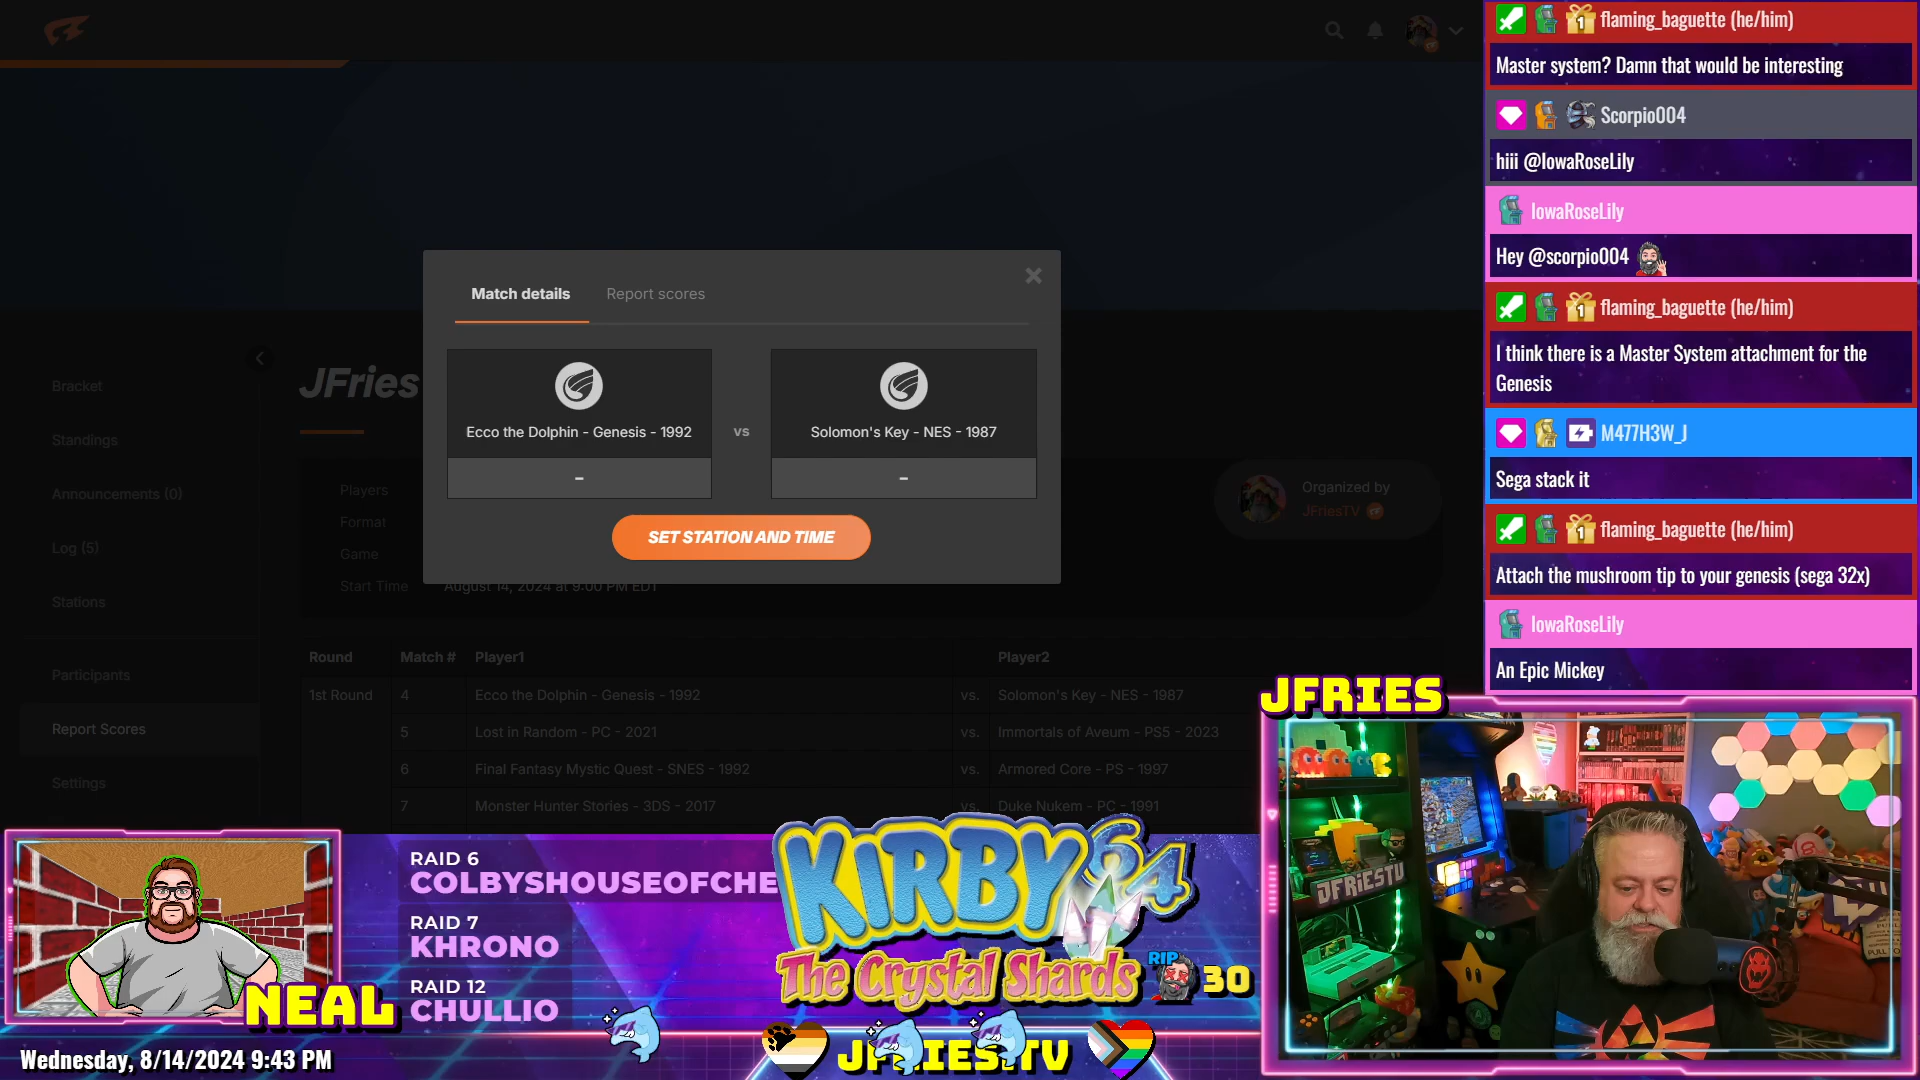 Match details
Report scores
Ecco the Dolphin - Genesis - 1992
vs
Solomon's Key - NES - 1987
-
-
SET STATION AND TIME
Bracket
Standings
Announcements (0)
Log (5)
Stations
Participants
Report Scores
Settings
JFries
Players
Format
Game
Start Time
August 14, 2024 at 9:00 PM EDT
Organized by
JFriesTV
Round Match # Player1 Player2
1st Round 4 Ecco the Dolphin - Genesis - 1992 vs. Solomon's Key - NES - 1987
5 Lost in Random - PC - 2021 vs. Immortals of Aveum - PS5 - 2023
6 Final Fantasy Mystic Quest - SNES - 1992 vs. Armored Core - PS - 1997
7 Monster Hunter Stories - 3DS - 2017 vs. Duke Nukem - PC - 1991
flaming_baguette (he/him)
Master system? Damn that would be interesting
Scorpio004
hiii @IowaRoseLily
IowaRoseLily
Hey @scorpio004
1 flaming_baguette (he/him)
I think there is a Master System attachment for the
Genesis
M477H3W_J
Sega stack it
1 flaming_baguette (he/him)
Attach the mushroom tip to your genesis (sega 32x)
IowaRoseLily
An Epic Mickey
JFRIES
JFRIESTV
NEAL
RAID 6
COLBYSHOUSEOFCHE
RAID 7
KHRONO
RAID 12
CHULLIO
KIRBY 64
The Crystal Shards
RIP 30
JFRIESTV
Wednesday, 8/14/2024 9:43 PM